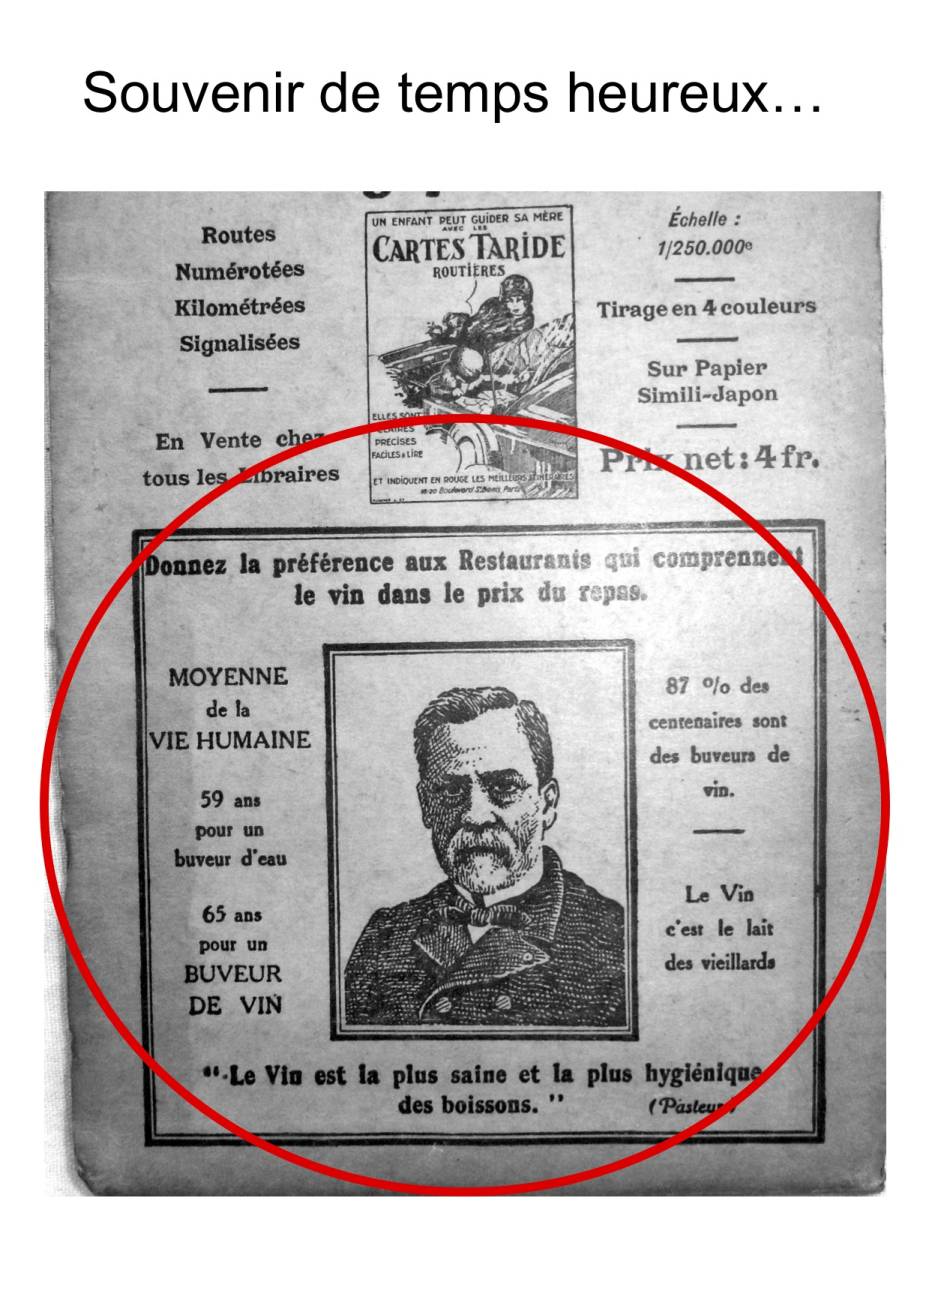 Souvenir de temps heureux…
Routes
Numérotées
Kilométrées
Signalisées
En Vente chez
tous les Libraires
UN ENFANT PEUT GUIDER SA MÈRE
AVEC LES
CARTES TARIDE
ROUTIÈRES
ELLES SONT
CLAIRES
PRÉCISES
FACILES A LIRE
ET INDIQUENT EN ROUGE LES MEILLEURS ITINÉRAIRES
18-20 Boulevard St Denis, Paris
Échelle :
1/250.000e
Tirage en 4 couleurs
Sur Papier
Simili-Japon
Prix net : 4 fr.
Donnez la préférence aux Restaurants qui comprennent
le vin dans le prix du repas.
MOYENNE
de la
VIE HUMAINE
59 ans
pour un
buveur d'eau
65 ans
pour un
BUVEUR
DE VIN
87 % des
centenaires sont
des buveurs de
vin.
Le Vin
c'est le lait
des vieillards
"Le Vin est la plus saine et la plus hygiénique
des boissons. " (Pasteur)